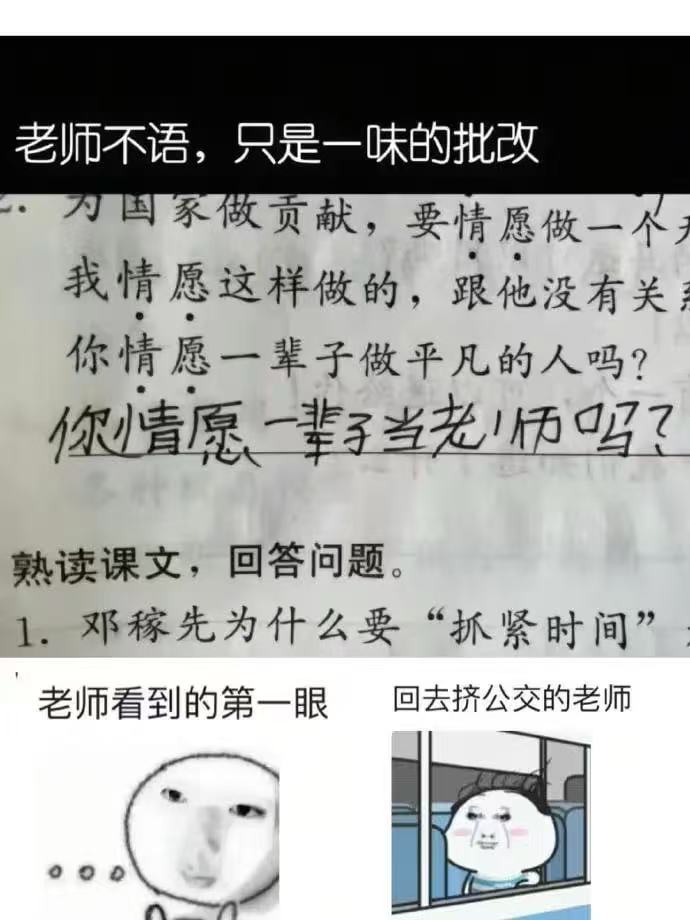 老师不语，只是一味的批改
2. 为国家做贡献，要情愿做一个
我情愿这样做的，跟他没有关系
你情愿一辈子做平凡的人吗？
你情愿一辈子当老师吗？
熟读课文，回答问题。
1. 邓稼先为什么要“抓紧时间”
老师看到的第一眼
回去挤公交的老师